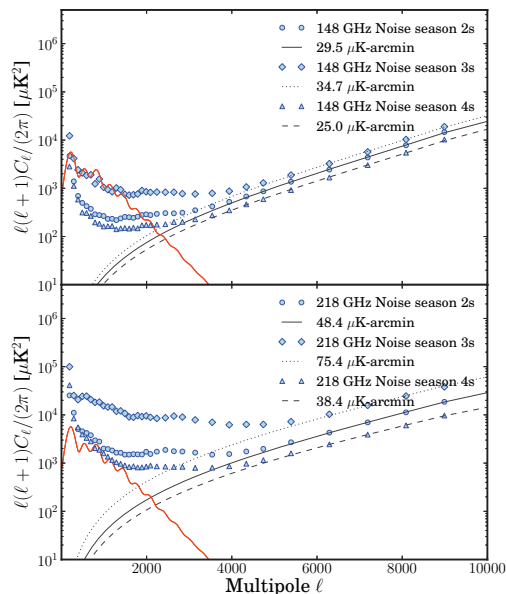 10⁶
10⁵
10⁴
10³
10²
10¹
ℓ(ℓ+1)Cℓ/(2π) [μK²]
148 GHz Noise season 2s
29.5 μK-arcmin
148 GHz Noise season 3s
34.7 μK-arcmin
148 GHz Noise season 4s
25.0 μK-arcmin
10⁶
10⁵
10⁴
10³
10²
10¹
ℓ(ℓ+1)Cℓ/(2π) [μK²]
218 GHz Noise season 2s
48.4 μK-arcmin
218 GHz Noise season 3s
75.4 μK-arcmin
218 GHz Noise season 4s
38.4 μK-arcmin
2000 4000 6000 8000 10000
Multipole ℓ